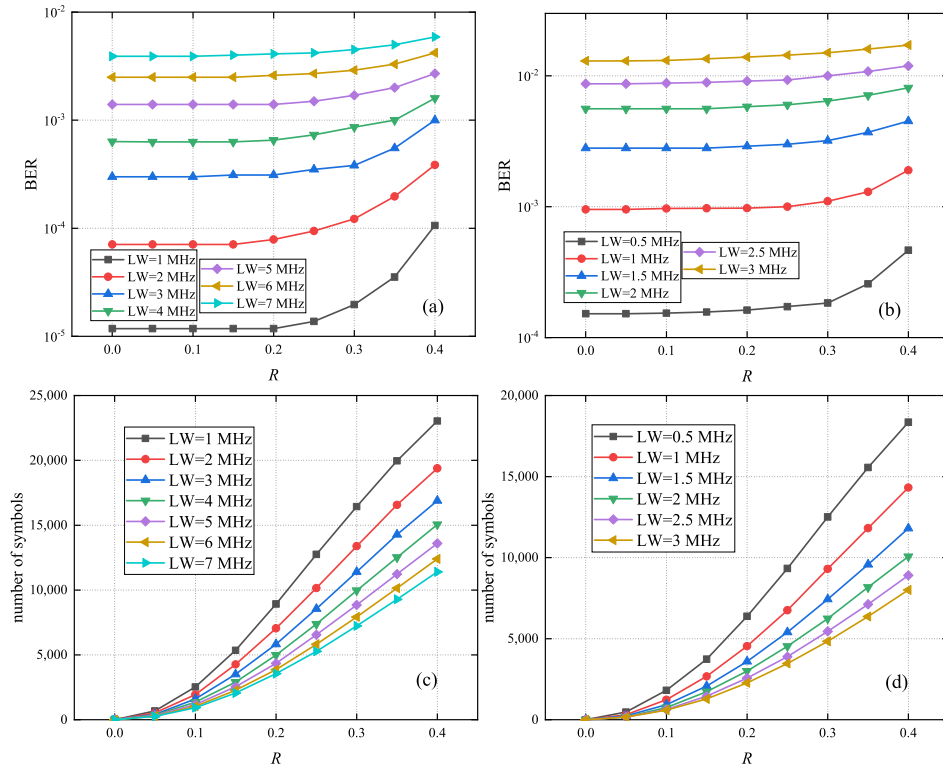 10⁻²
10⁻³
10⁻⁴
10⁻⁵
BER
LW=1 MHz
LW=2 MHz
LW=3 MHz
LW=4 MHz
LW=5 MHz
LW=6 MHz
LW=7 MHz
(a)
0.0 0.1 0.2 0.3 0.4
R
10⁻²
10⁻³
10⁻⁴
BER
LW=0.5 MHz
LW=1 MHz
LW=1.5 MHz
LW=2 MHz
LW=2.5 MHz
LW=3 MHz
(b)
0.0 0.1 0.2 0.3 0.4
R
25,000
20,000
15,000
10,000
5,000
0
number of symbols
LW=1 MHz
LW=2 MHz
LW=3 MHz
LW=4 MHz
LW=5 MHz
LW=6 MHz
LW=7 MHz
(c)
0.0 0.1 0.2 0.3 0.4
R
20,000
15,000
10,000
5,000
0
number of symbols
LW=0.5 MHz
LW=1 MHz
LW=1.5 MHz
LW=2 MHz
LW=2.5 MHz
LW=3 MHz
(d)
0.0 0.1 0.2 0.3 0.4
R